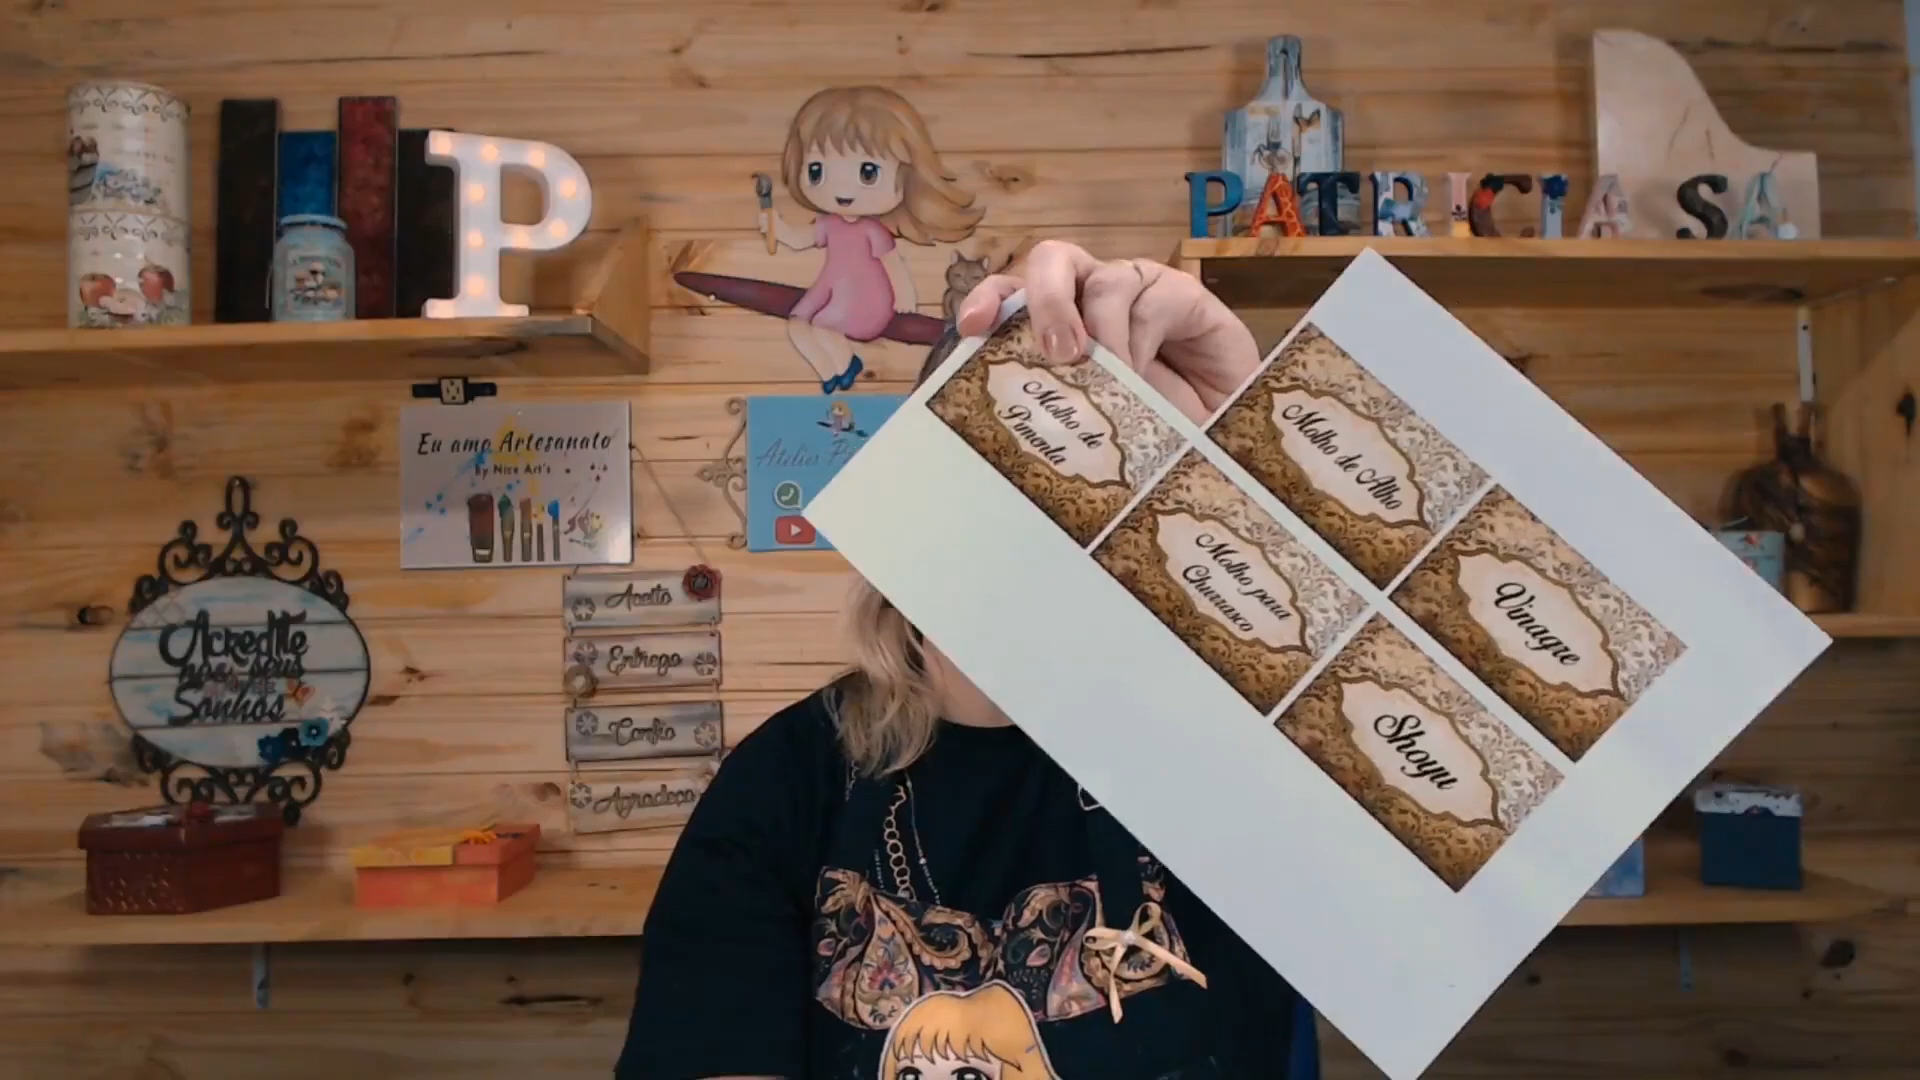 P
PATRICIA SA
Eu amo Artesanato
By Nice Art's
Atelier
Acredite
nos seus
Sonhos
Aceito
Entrego
Confio
Agradeço
Molho de
Pimenta
Molho de Alho
Molho para
Churrasco
Vinagre
Shoyu